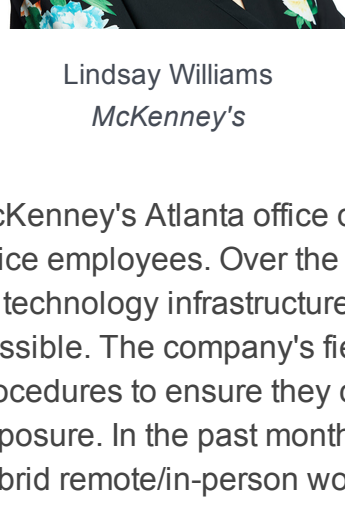 Lindsay Williams
McKenney's
cKenney's Atlanta office
ice employees. Over the
technology infrastructure
ssible. The company's fi
ocedures to ensure they
posure. In the past month
brid remote/in-person wo